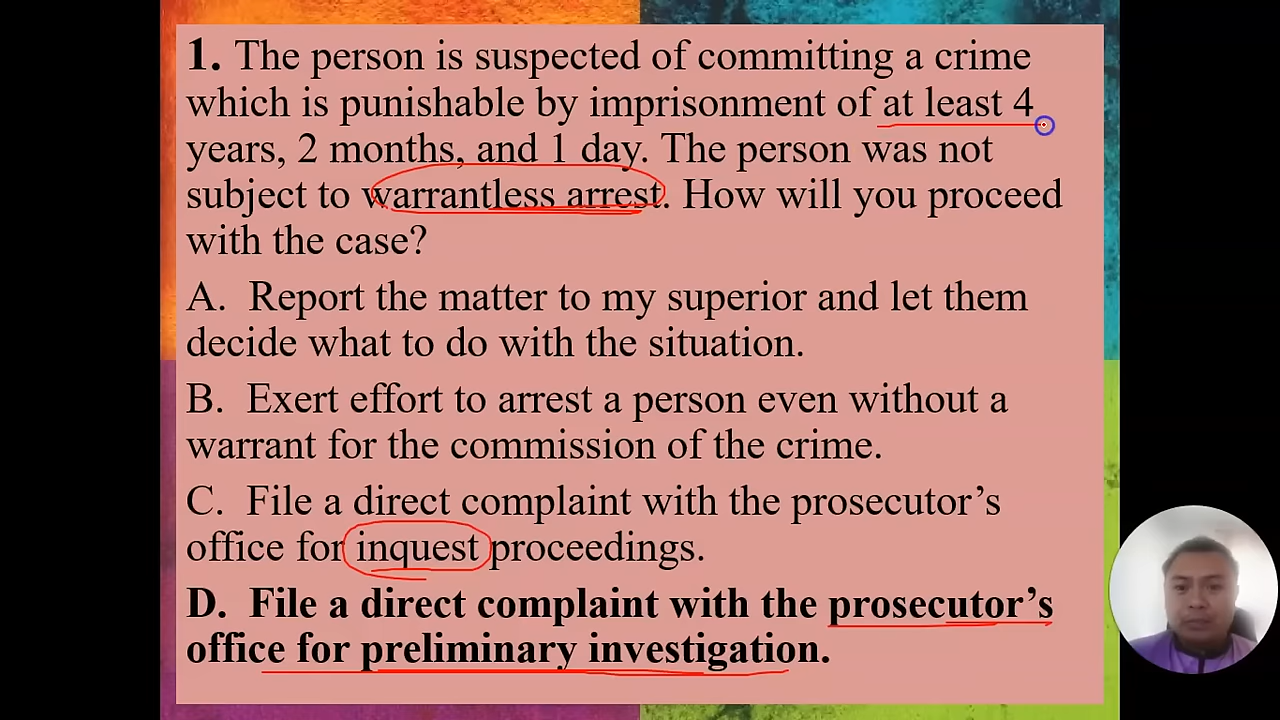 1. The person is suspected of committing a crime
which is punishable by imprisonment of at least 4
years, 2 months, and 1 day. The person was not
subject to warrantless arrest. How will you proceed
with the case?
A. Report the matter to my superior and let them
decide what to do with the situation.
B. Exert effort to arrest a person even without a
warrant for the commission of the crime.
C. File a direct complaint with the prosecutor’s
office for inquest proceedings.
D. File a direct complaint with the prosecutor’s
office for preliminary investigation.